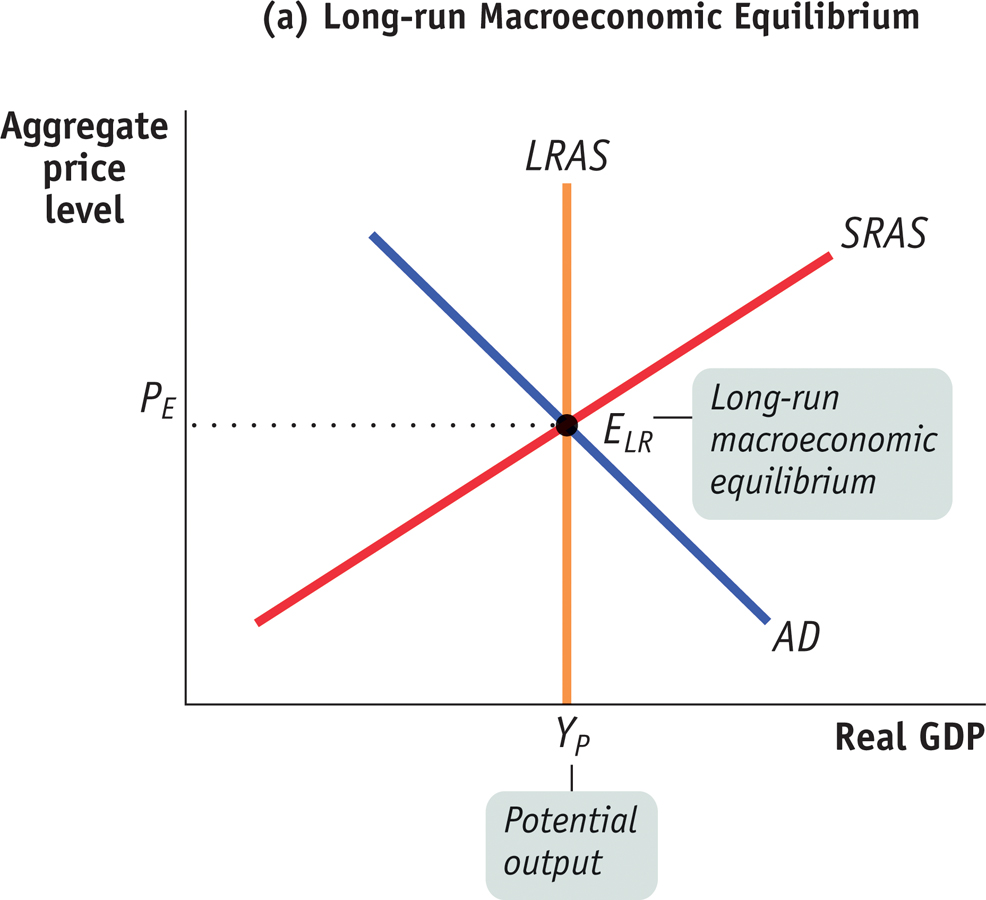 (a) Long-run Macroeconomic Equilibrium
Aggregate
price
level
LRAS
SRAS
P_E
E_LR
Long-run
macroeconomic
equilibrium
AD
Y_P
Real GDP
Potential
output